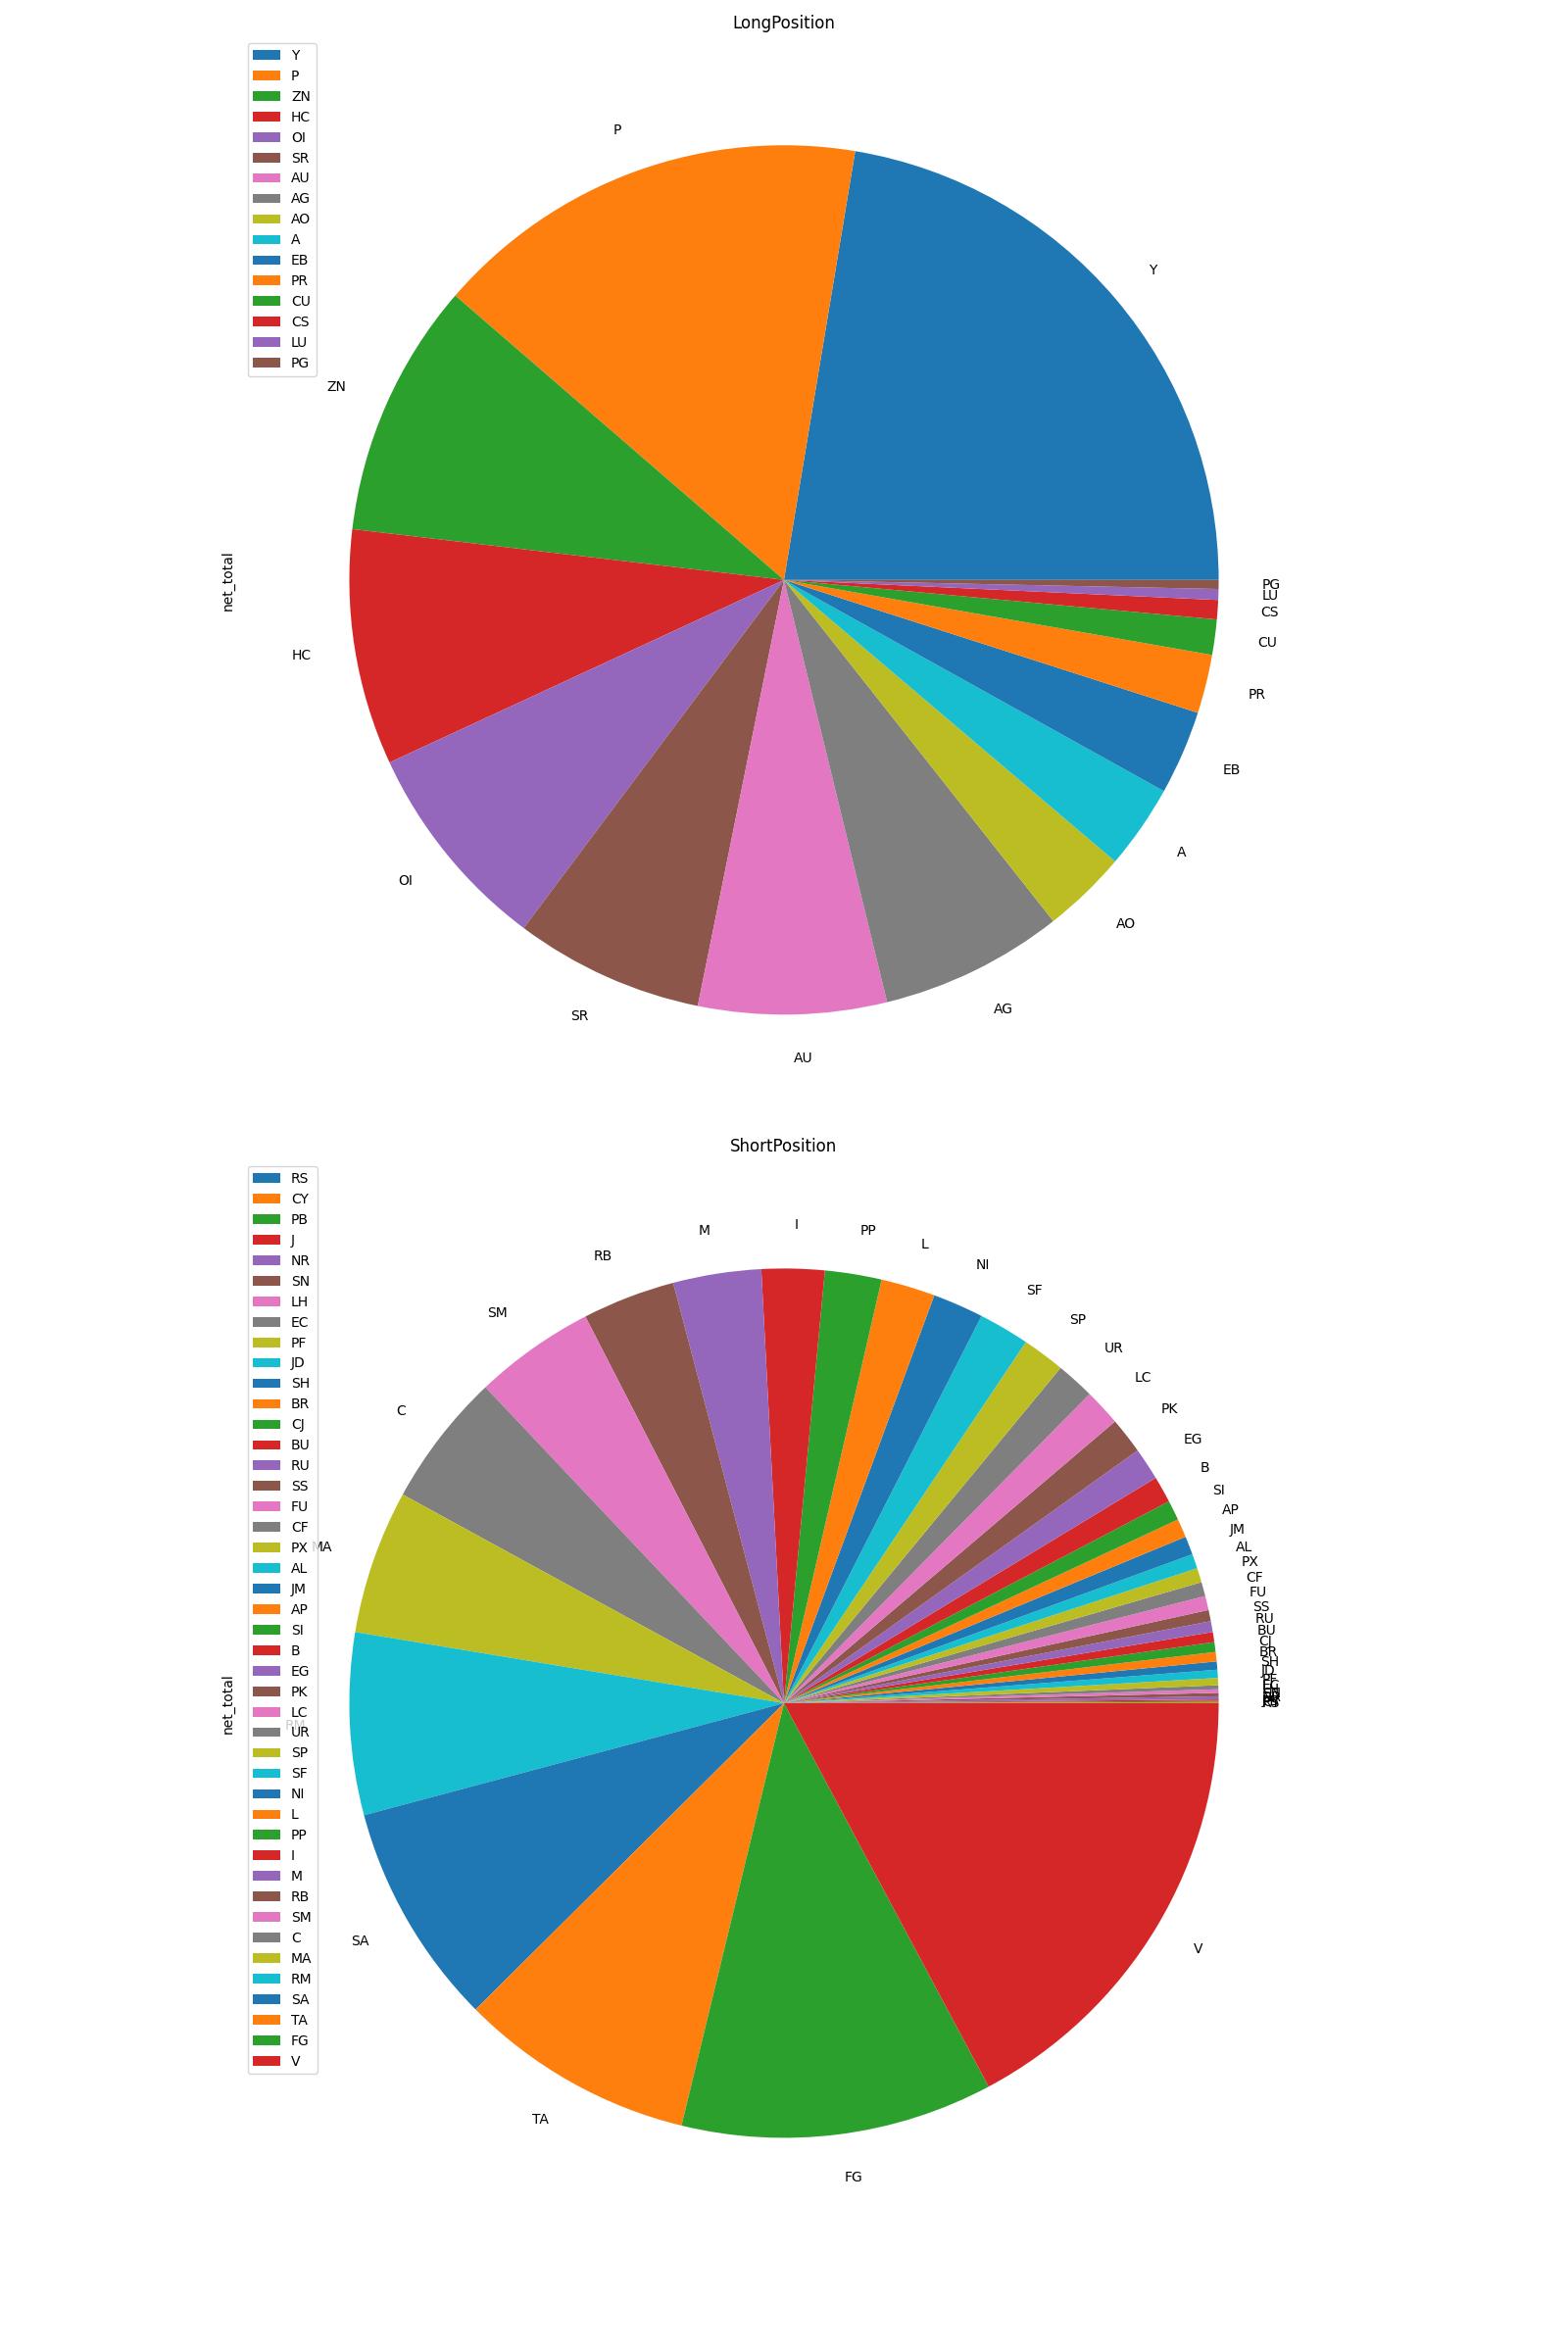 LongPosition
Y
P
ZN
HC
OI
SR
AU
AG
AO
A
EB
PR
CU
CS
LU
PG
net_total
P
Y
ZN
HC
OI
SR
AU
AG
AO
A
EB
PR
CU
CS
LU
PG
ShortPosition
RS
CY
PB
J
NR
SN
LH
EC
PF
JD
SH
BR
CJ
BU
RU
SS
FU
CF
PX
AL
JM
AP
SI
B
EG
PK
LC
UR
SP
SF
NI
L
PP
I
M
RB
SM
C
MA
RM
SA
TA
FG
V
net_total
I
M
PP
RB
L
NI
SF
SM
SP
UR
LC
C
PK
EG
B
SI
AP
JM
MA
AL
PX
CF
FU
SS
RU
BU
CJ
BR
SH
JD
RM
SA
V
TA
FG